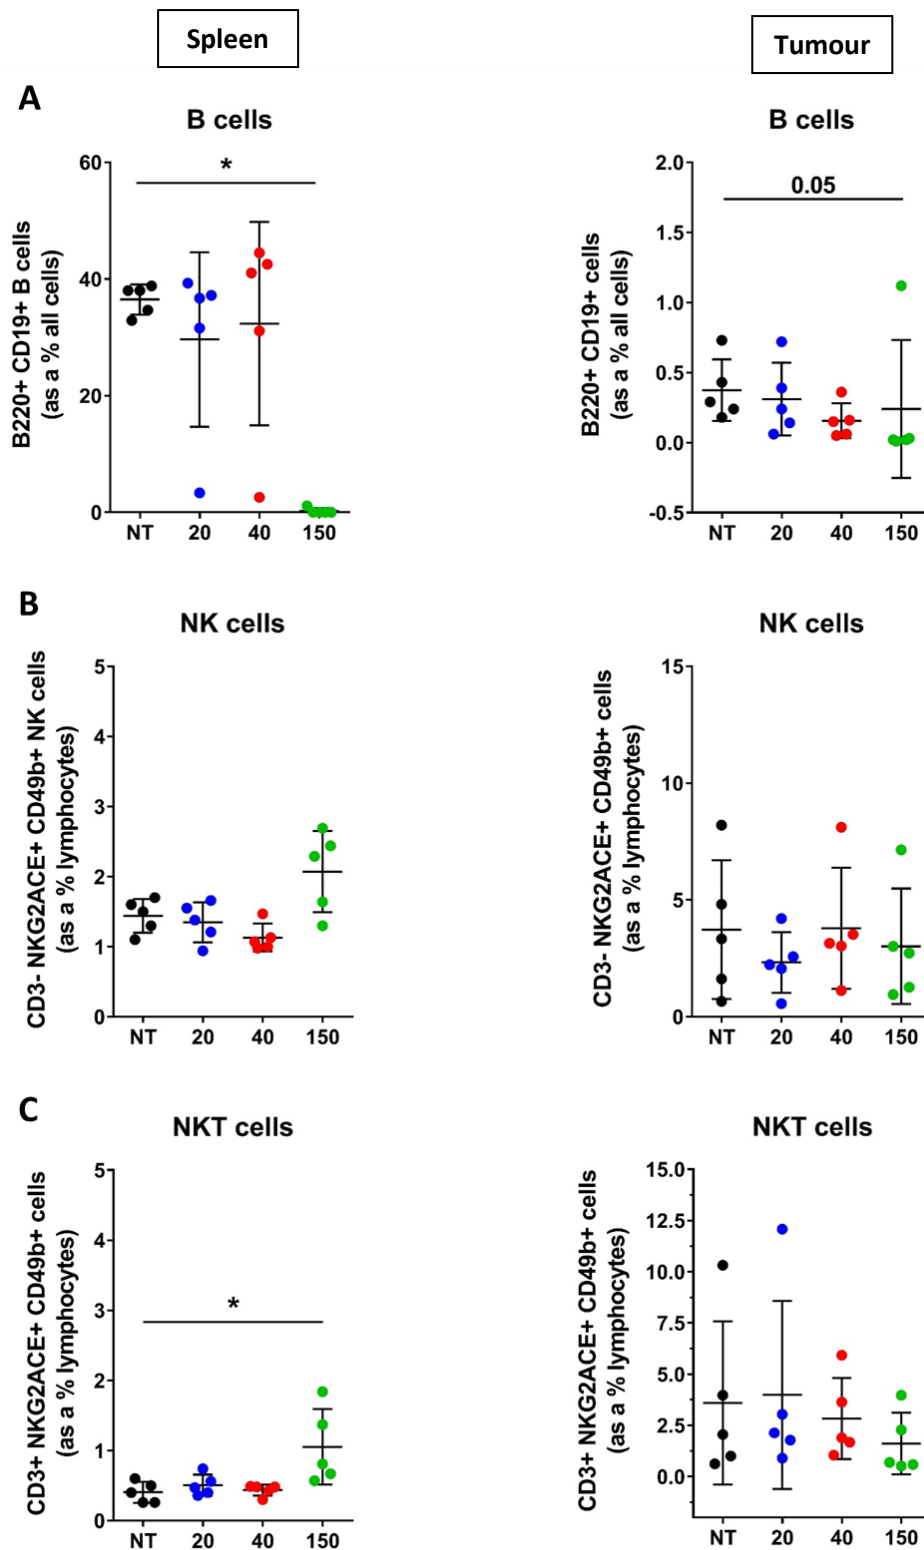 Spleen
Tumour
A
B cells
B220+ CD19+ B cells
(as a % all cells)
60
40
20
0
*
NT 20 40 150
B cells
B220+ CD19+ cells
(as a % all cells)
2.0
1.5
1.0
0.5
0.0
-0.5
0.05
NT 20 40 150
B
NK cells
CD3- NKG2ACE+ CD49b+ NK cells
(as a % lymphocytes)
5
4
3
2
1
0
NT 20 40 150
NK cells
CD3- NKG2ACE+ CD49b+ cells
(as a % lymphocytes)
15
10
5
0
NT 20 40 150
C
NKT cells
CD3+ NKG2ACE+ CD49b+ cells
(as a % lymphocytes)
5
4
3
2
1
0
*
NT 20 40 150
NKT cells
CD3+ NKG2ACE+ CD49b+ cells
(as a % lymphocytes)
15.0
12.5
10.0
7.5
5.0
2.5
0.0
NT 20 40 150